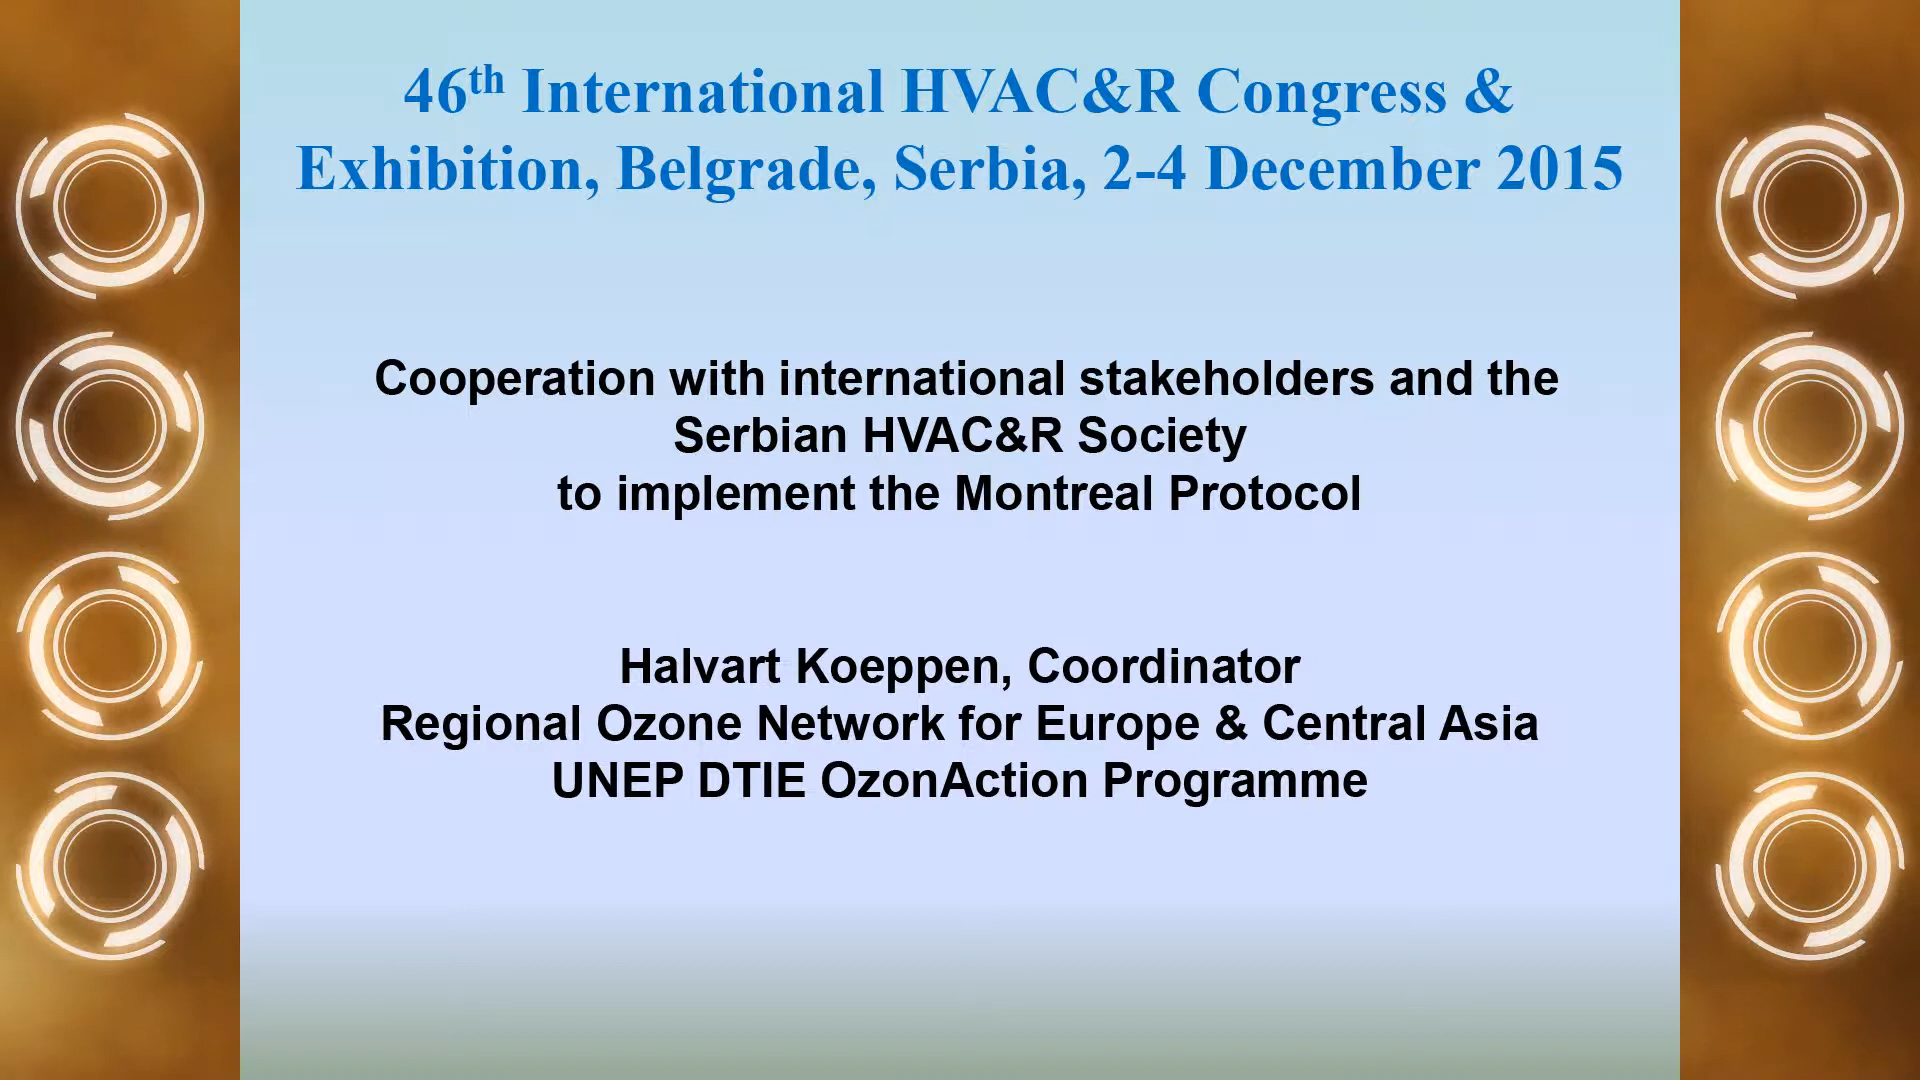 46th International HVAC&R Congress &
Exhibition, Belgrade, Serbia, 2-4 December 2015
Cooperation with international stakeholders and the
Serbian HVAC&R Society
to implement the Montreal Protocol
Halvart Koeppen, Coordinator
Regional Ozone Network for Europe & Central Asia
UNEP DTIE OzonAction Programme